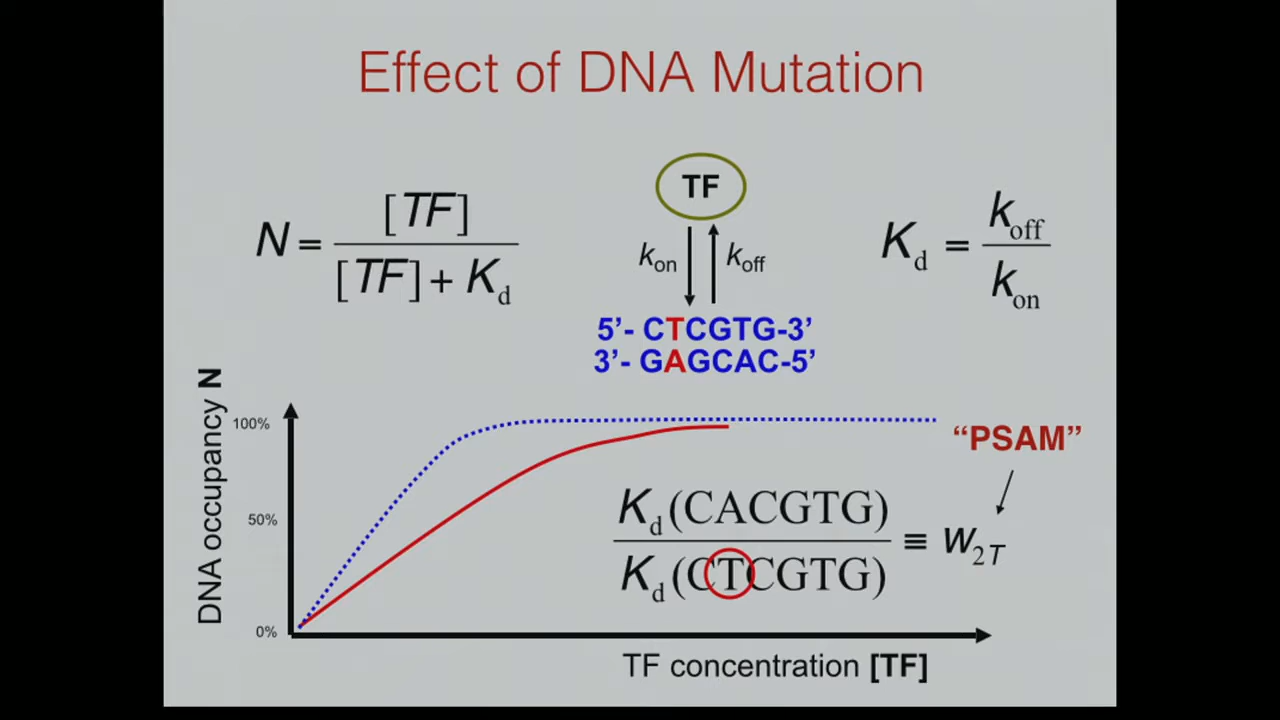 Effect of DNA Mutation
N = [TF] / [TF] + Kd
TF
kon
koff
Kd = koff / kon
5’- CTCGTG-3’
3’- GAGCAC-5’
DNA occupancy N
100%
50%
0%
“PSAM”
Kd (CACGTG) / Kd (CTCGTG) ≡ w2T
TF concentration [TF]